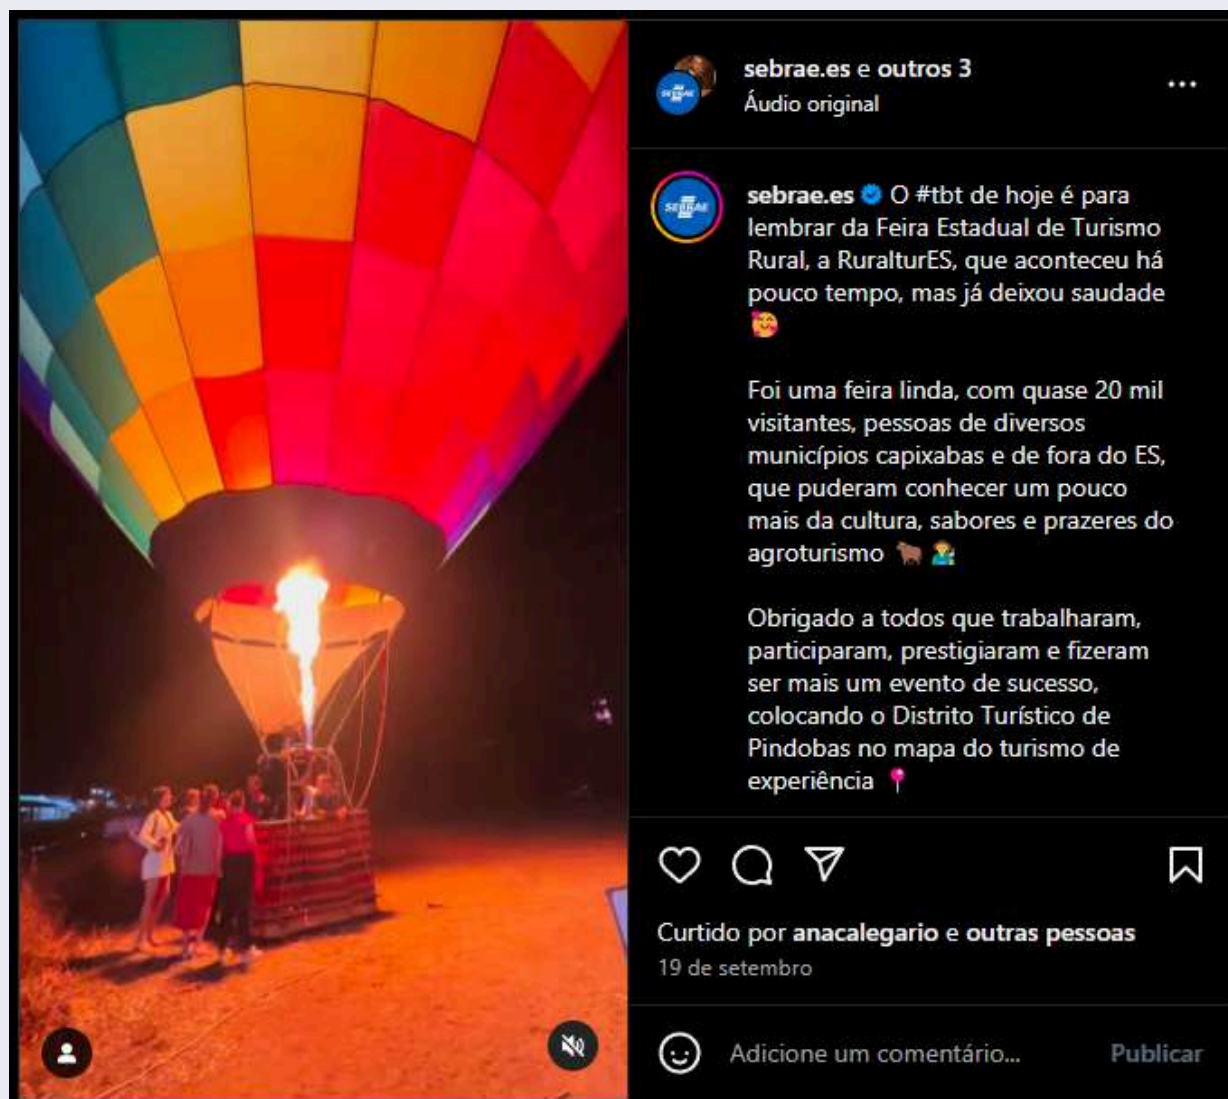 sebrae.es e outros 3
Áudio original
SEBRAE
sebrae.es O #tbt de hoje é para
lembrar da Feira Estadual de Turismo
Rural, a RuralturES, que aconteceu há
pouco tempo, mas já deixou saudade
Foi uma feira linda, com quase 20 mil
visitantes, pessoas de diversos
municípios capixabas e de fora do ES,
que puderam conhecer um pouco
mais da cultura, sabores e prazeres do
agroturismo
Obrigado a todos que trabalharam,
participaram, prestigiaram e fizeram
ser mais um evento de sucesso,
colocando o Distrito Turístico de
Pindobas no mapa do turismo de
experiência
Curtido por anacalegario e outras pessoas
19 de setembro
Adicione um comentário... Publicar